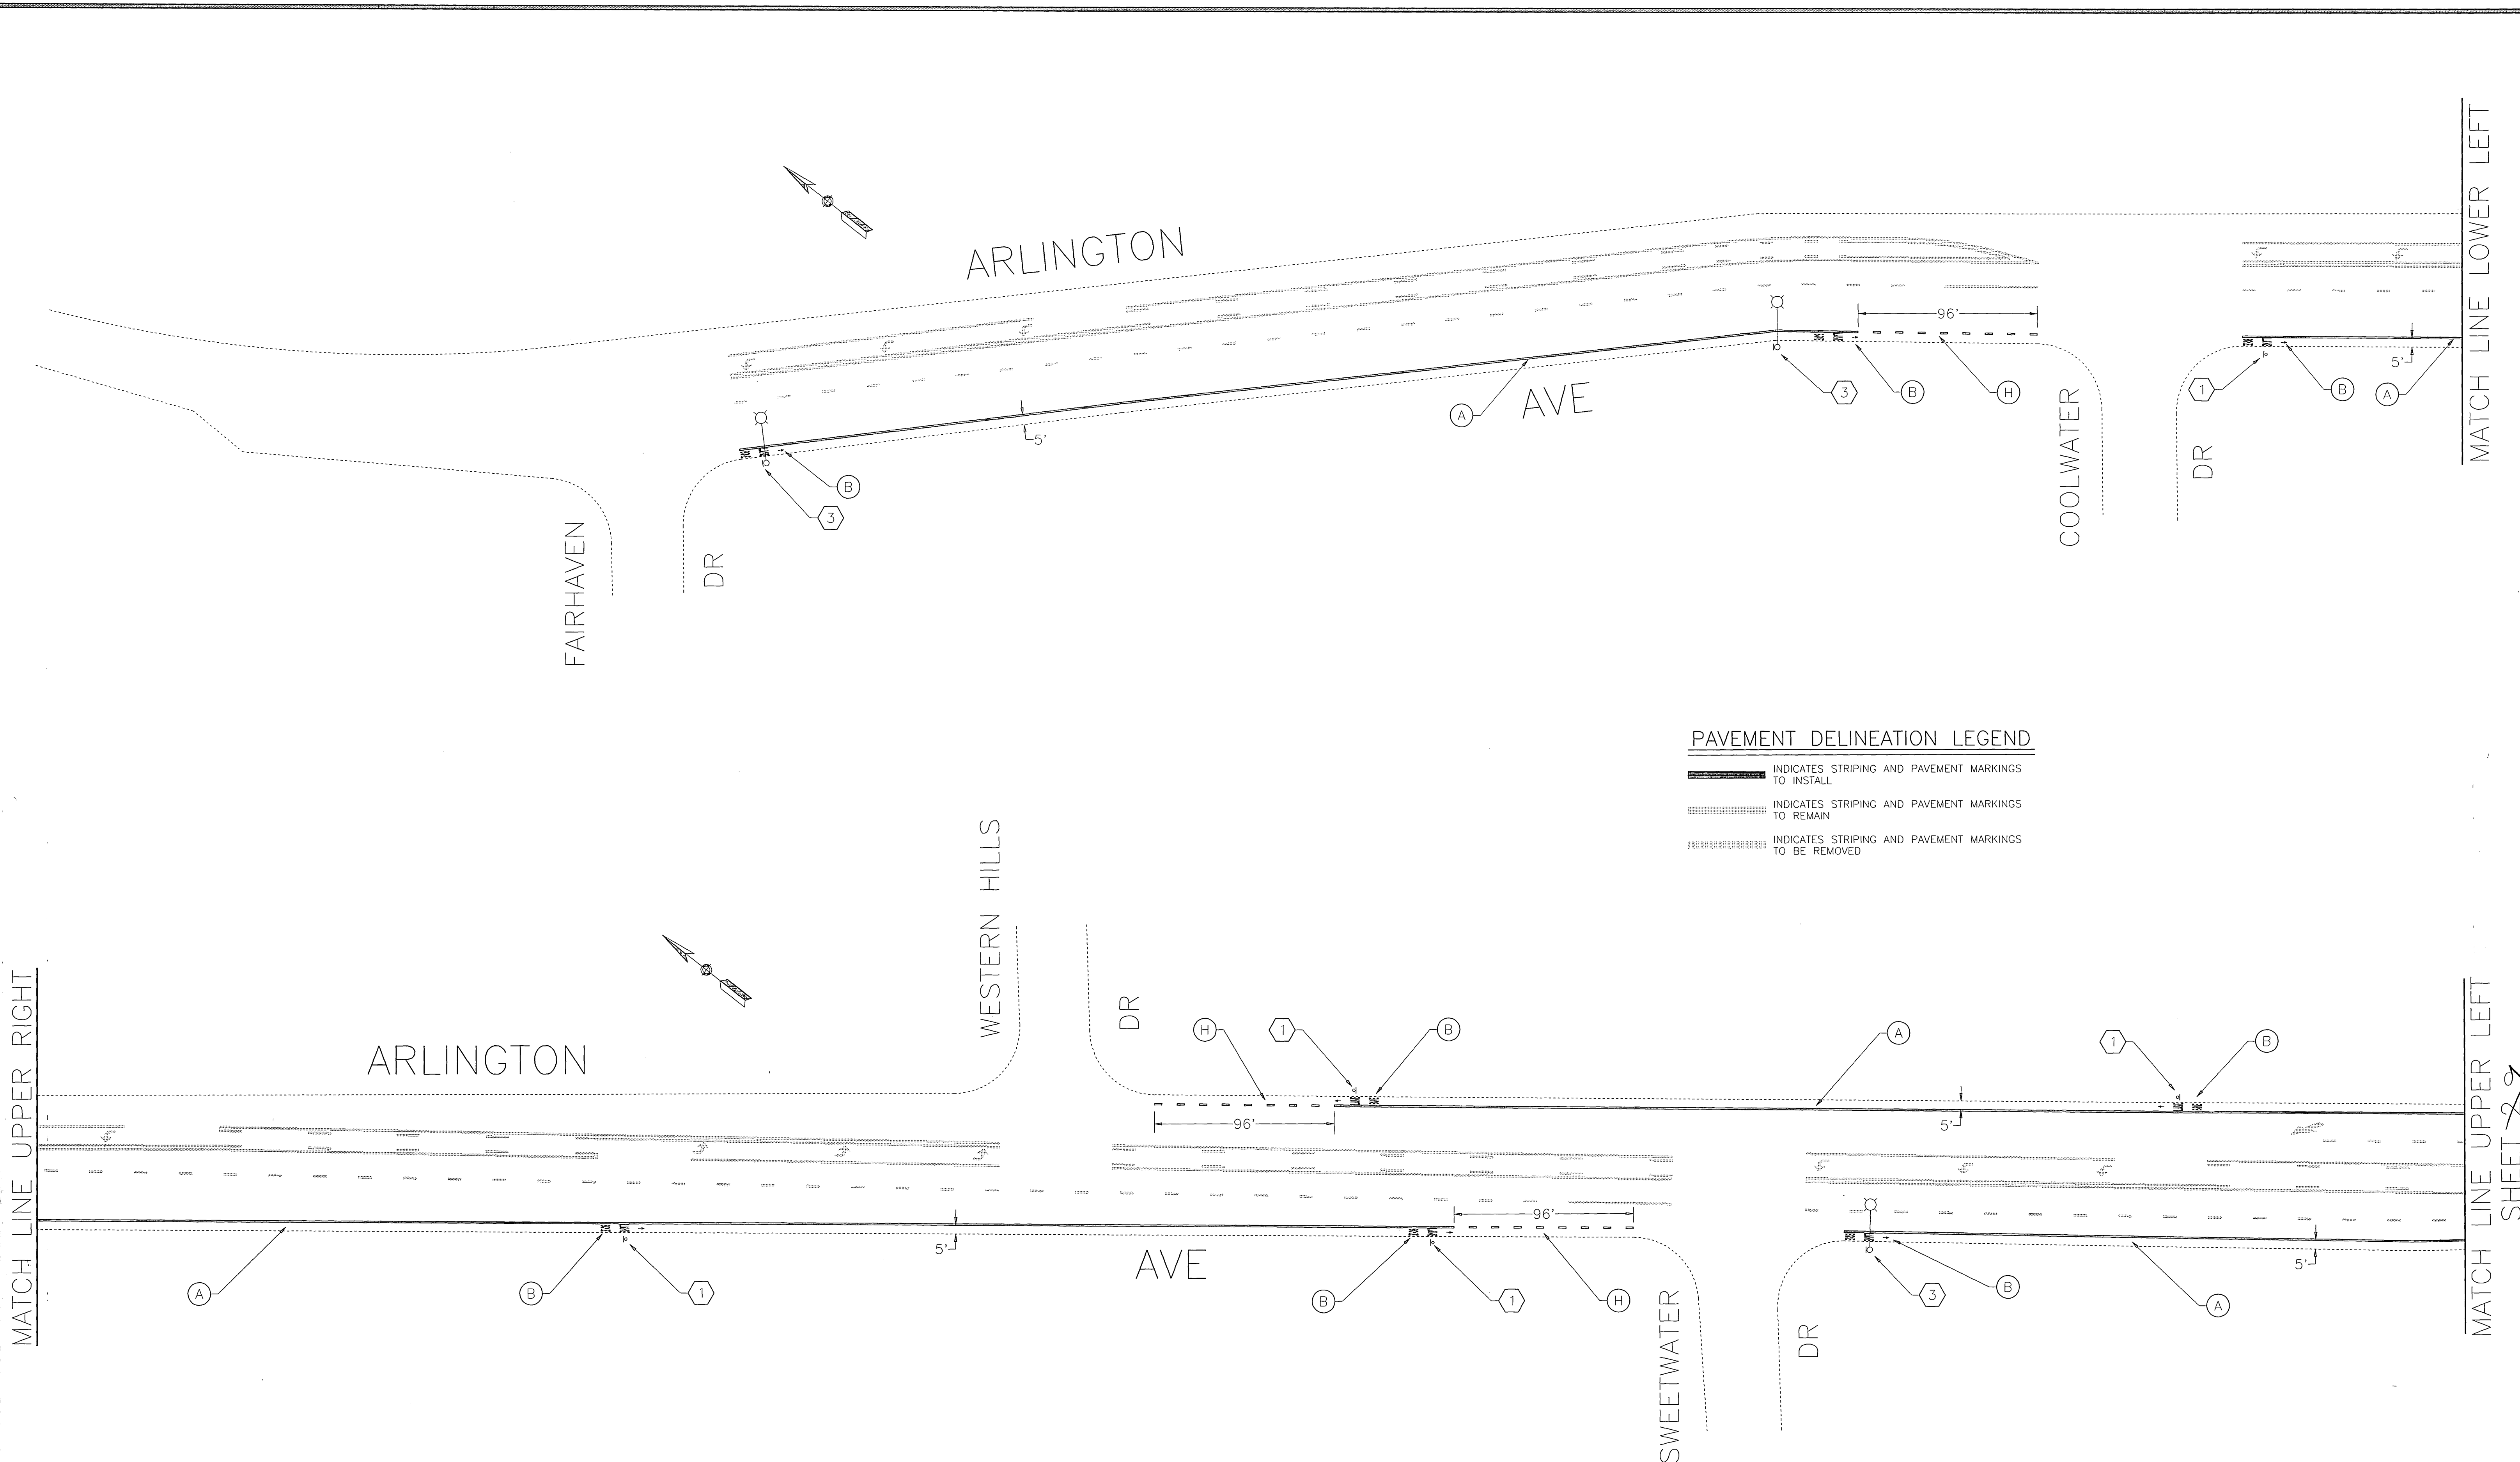 ARLINGTON
AVE
MATCH LINE LOWER LEFT
96'
5'
5'
A
3
B
H
1
B
A
B
3
FAIRHAVEN
DR
COOLWATER
DR
PAVEMENT DELINEATION LEGEND
INDICATES STRIPING AND PAVEMENT MARKINGS
TO INSTALL
INDICATES STRIPING AND PAVEMENT MARKINGS
TO REMAIN
INDICATES STRIPING AND PAVEMENT MARKINGS
TO BE REMOVED
MATCH LINE UPPER RIGHT
ARLINGTON
WESTERN HILLS
DR
H
1
B
A
1
B
96'
5'
96'
5'
5'
AVE
A
B
1
B
1
H
3
B
A
SWEETWATER
DR
MATCH LINE UPPER LEFT
SHEET